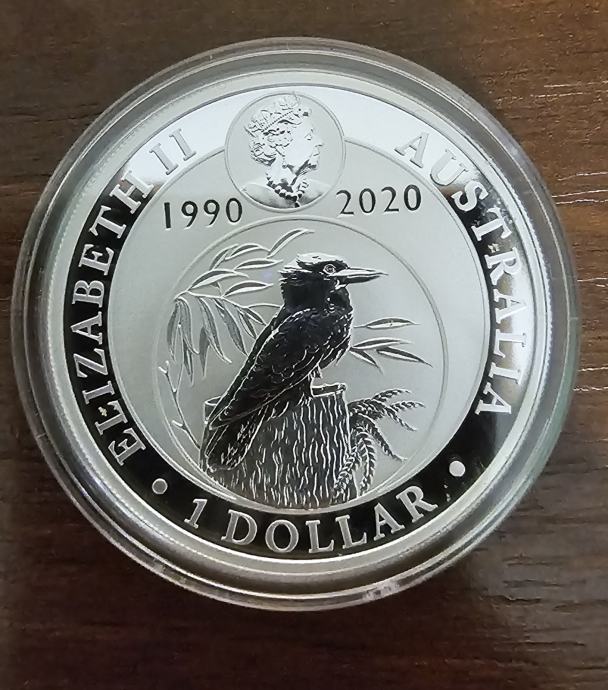 ELIZABETH II
AUSTRALIA
1990 2020
• 1 DOLLAR •